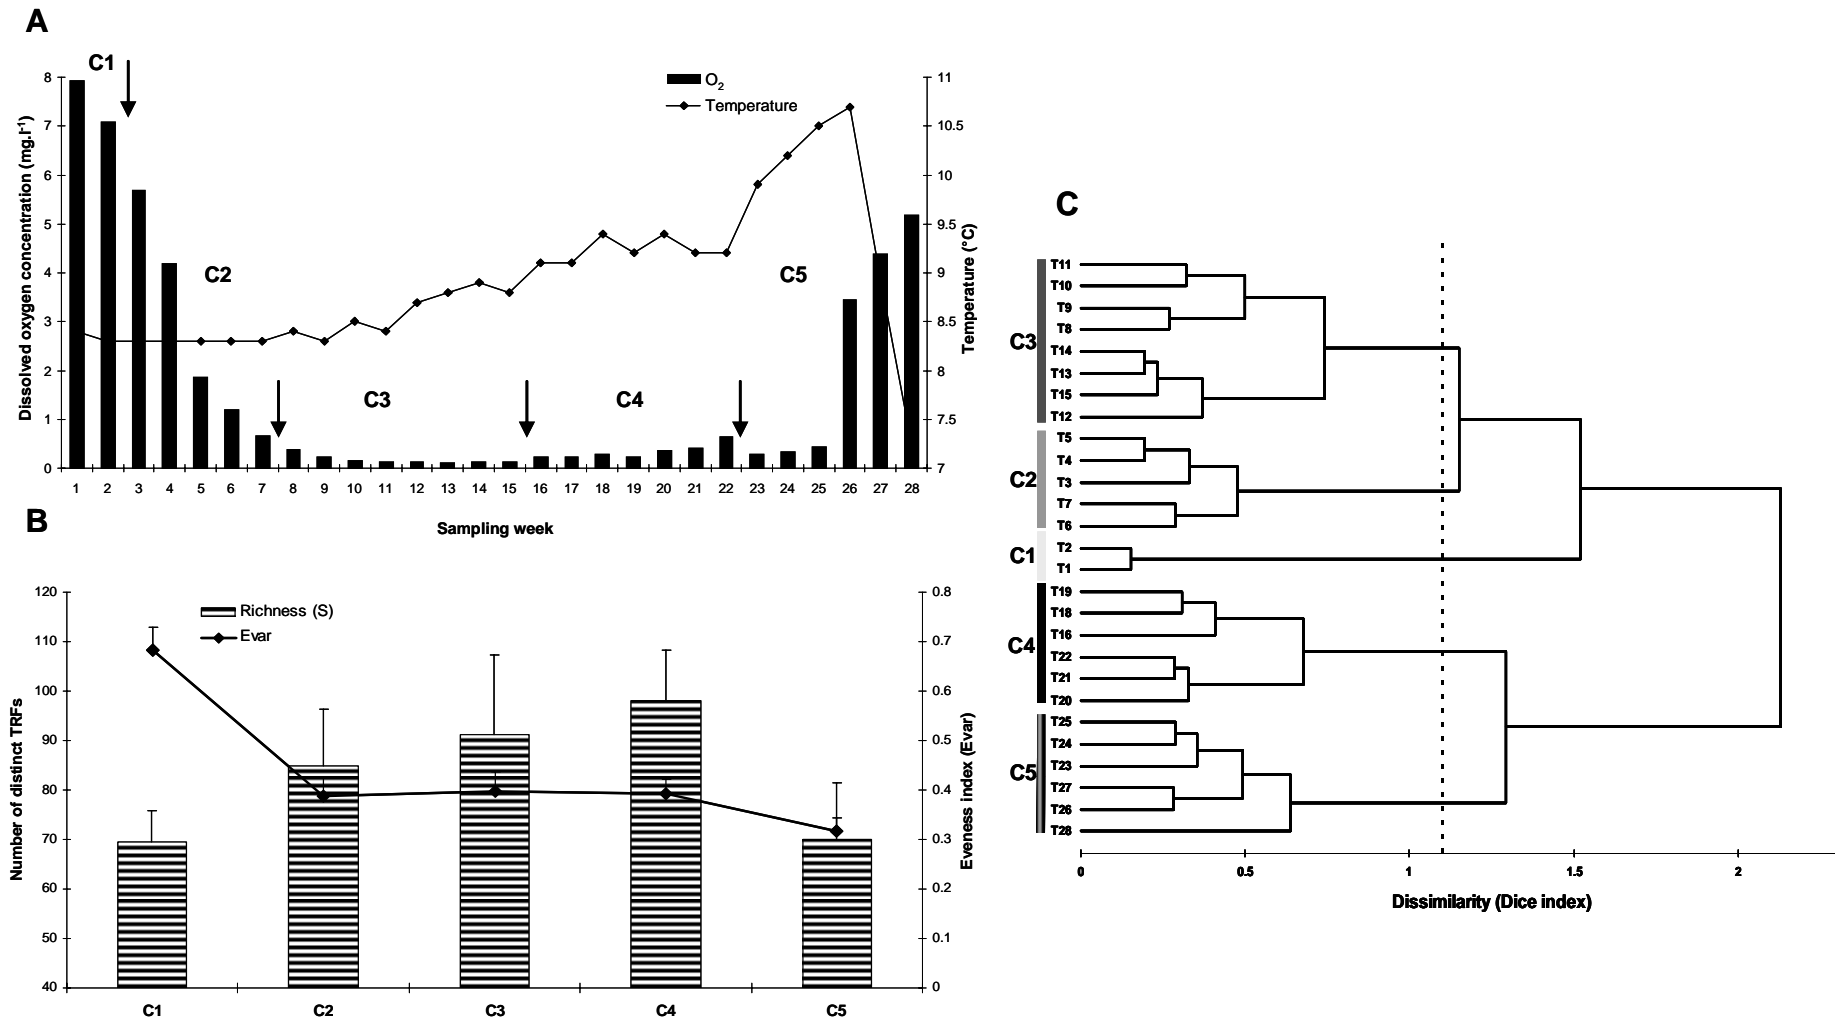 A
C1
O2
Temperature
8
7
6
5
4
3
2
1
0
11
10.5
10
9.5
9
8.5
8
7.5
7
Dissolved oxygen concentration (mg.l-1)
Temperature (°C)
C2
C3
C4
C5
1 2 3 4 5 6 7 8 9 10 11 12 13 14 15 16 17 18 19 20 21 22 23 24 25 26 27 28
Sampling week
B
Richness (S)
Evar
120
110
100
90
80
70
60
50
40
0.8
0.7
0.6
0.5
0.4
0.3
0.2
0.1
0
Number of distinct TRFs
Eveness index (Evar)
C1 C2 C3 C4 C5
C
C3
C2
C1
C4
C5
T11
T10
T9
T8
T14
T13
T15
T12
T5
T4
T3
T7
T6
T2
T1
T19
T18
T16
T22
T21
T20
T25
T24
T23
T27
T26
T28
0 0.5 1 1.5 2
Dissimilarity (Dice index)